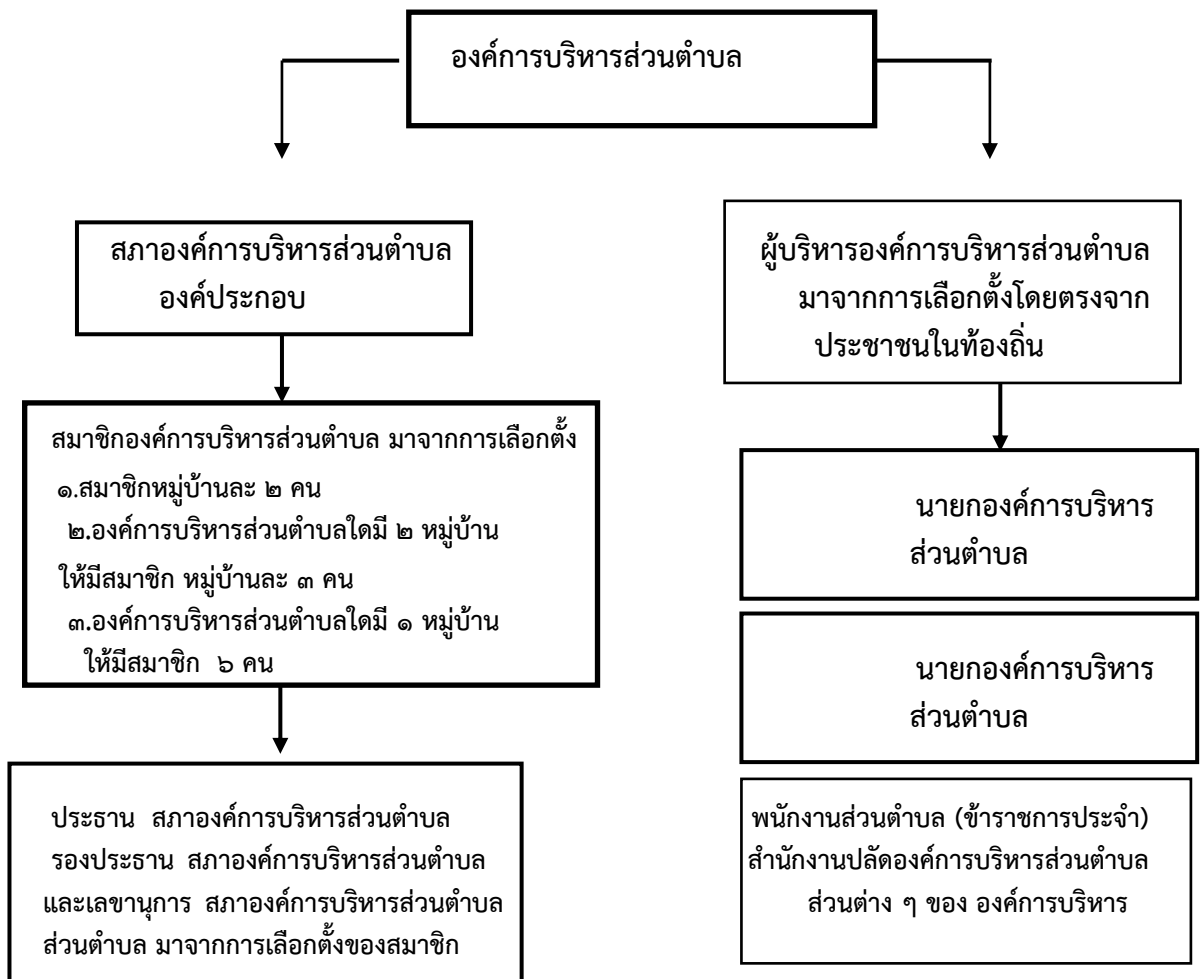 องค์การบริหารส่วนตำบล
สภาองค์การบริหารส่วนตำบล
องค์ประกอบ
สมาชิกองค์การบริหารส่วนตำบล มาจากการเลือกตั้ง
๑.สมาชิกหมู่บ้านละ ๒ คน
๒.องค์การบริหารส่วนตำบลใดมี ๒ หมู่บ้าน
ให้มีสมาชิก หมู่บ้านละ ๓ คน
๓.องค์การบริหารส่วนตำบลใดมี ๑ หมู่บ้าน
ให้มีสมาชิก ๖ คน
ประธาน สภาองค์การบริหารส่วนตำบล
รองประธาน สภาองค์การบริหารส่วนตำบล
และเลขานุการ สภาองค์การบริหารส่วนตำบล
ส่วนตำบล มาจากการเลือกตั้งของสมาชิก
ผู้บริหารองค์การบริหารส่วนตำบล
มาจากการเลือกตั้งโดยตรงจาก
ประชาชนในท้องถิ่น
นายกองค์การบริหาร
ส่วนตำบล
นายกองค์การบริหาร
ส่วนตำบล
พนักงานส่วนตำบล (ข้าราชการประจำ)
สำนักงานปลัดองค์การบริหารส่วนตำบล
ส่วนต่าง ๆ ของ องค์การบริหาร